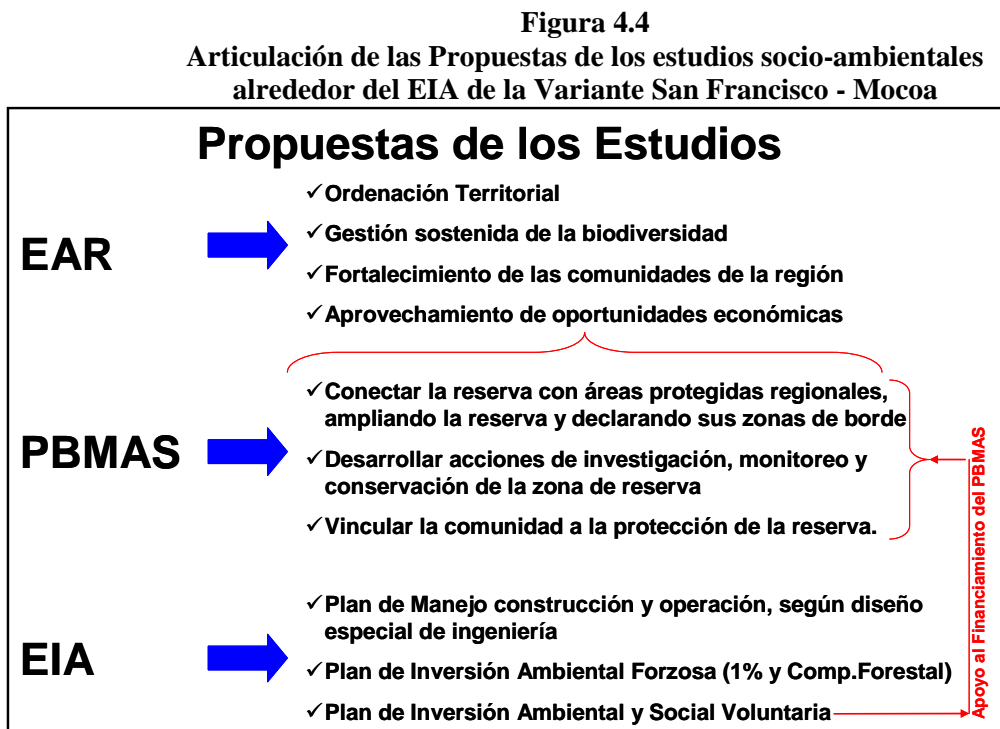 Figura 4.4
Articulación de las Propuestas de los estudios socio-ambientales
alrededor del EIA de la Variante San Francisco - Mocoa
Propuestas de los Estudios
EAR
✓Ordenación Territorial
✓Gestión sostenida de la biodiversidad
✓Fortalecimiento de las comunidades de la región
✓Aprovechamiento de oportunidades económicas
PBMAS
✓Conectar la reserva con áreas protegidas regionales,
ampliando la reserva y declarando sus zonas de borde
✓Desarrollar acciones de investigación, monitoreo y
conservación de la zona de reserva
✓Vincular la comunidad a la protección de la reserva.
EIA
✓Plan de Manejo construcción y operación, según diseño
especial de ingeniería
✓Plan de Inversión Ambiental Forzosa (1% y Comp.Forestal)
✓Plan de Inversión Ambiental y Social Voluntaria
Apoyo al Financiamiento del PBMAS